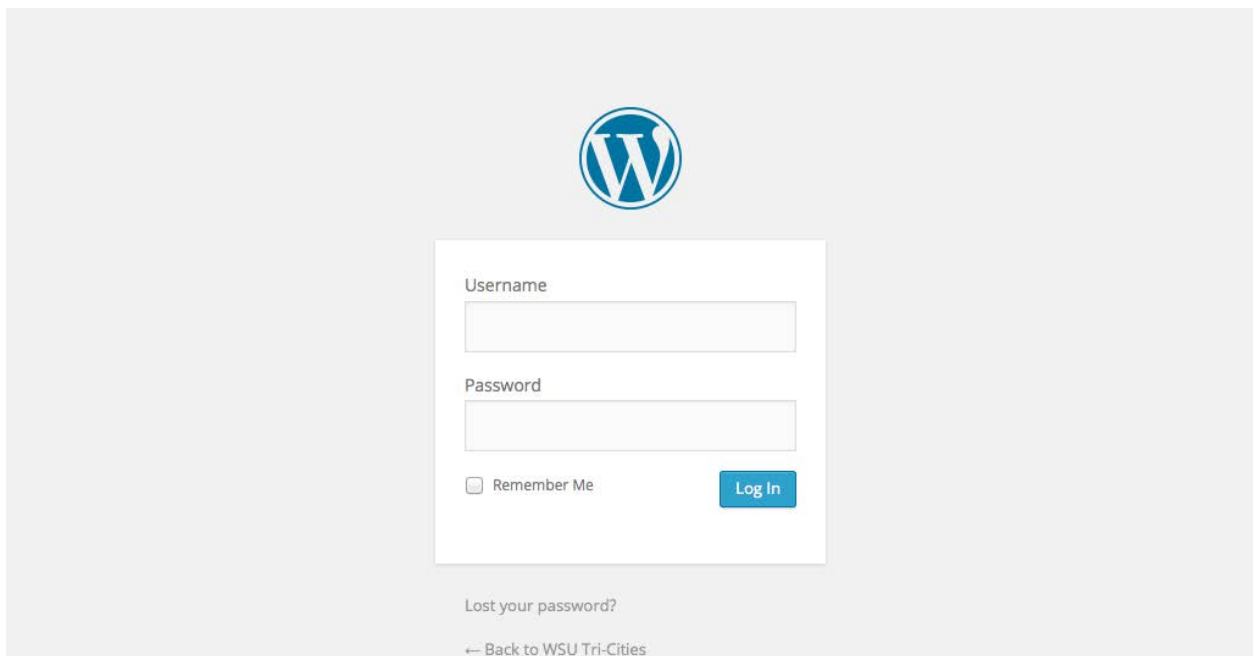 Username
Password
Remember Me
Log In
Lost your password?
← Back to WSU Tri-Cities